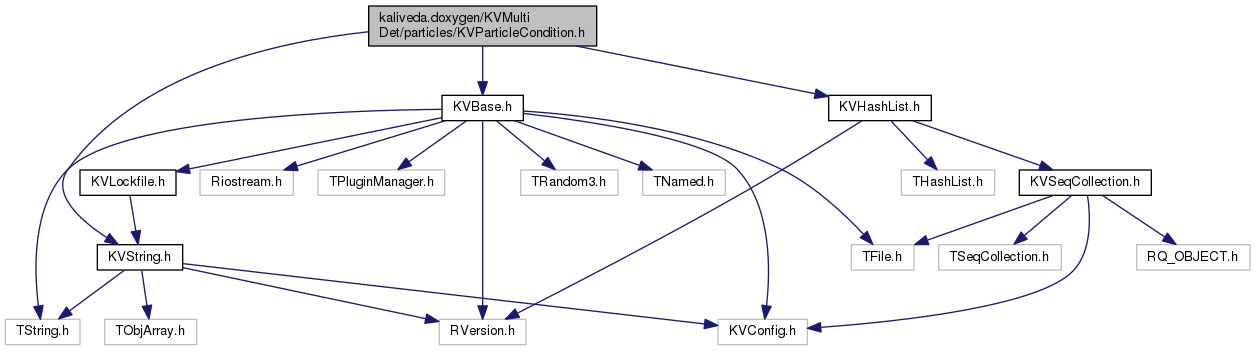 kaliveda.doxygen/KVMulti
Det/particles/KVParticleCondition.h
KVBase.h
KVHashList.h
KVLockfile.h
Riostream.h
TPluginManager.h
TRandom3.h
TNamed.h
THashList.h
KVSeqCollection.h
KVString.h
TFile.h
TSeqCollection.h
RQ_OBJECT.h
TString.h
TObjArray.h
RVersion.h
KVConfig.h